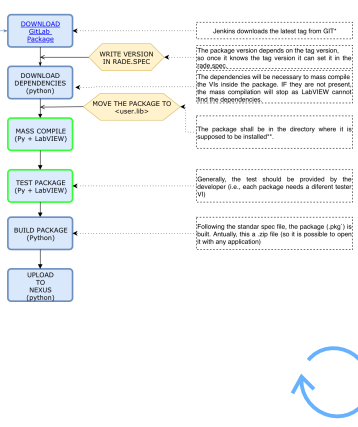 DOWNLOAD
GitLab
Package
Jenkins downloads the latest tag from GIT*
WRITE VERSION
IN RADE.SPEC
The package version depends on the tag version,
so once it knows the tag version it can set it in the
rade.spec.
DOWNLOAD
DEPENDENCIES
(python)
The dependencies will be necessary to mass compile
the VIs inside the package. IF they are not present,
the mass compilation will stop as LabVIEW cannot
find the dependencies.
MOVE THE PACKAGE TO
<user.lib>
MASS COMPILE
(Py + LabVIEW)
The package shall be in the directory where it is
supposed to be installed**.
TEST PACKAGE
(Py + LabVIEW)
Generally, the test should be provided by the
developer (i.e., each package needs a diferent tester
VI)
BUILD PACKAGE
(Python)
Following the standar spec file, the package (.pkg¨) is
built. Antually, this a .zip file (so it is possible to open
it with any application)
UPLOAD
TO
NEXUS
(python)